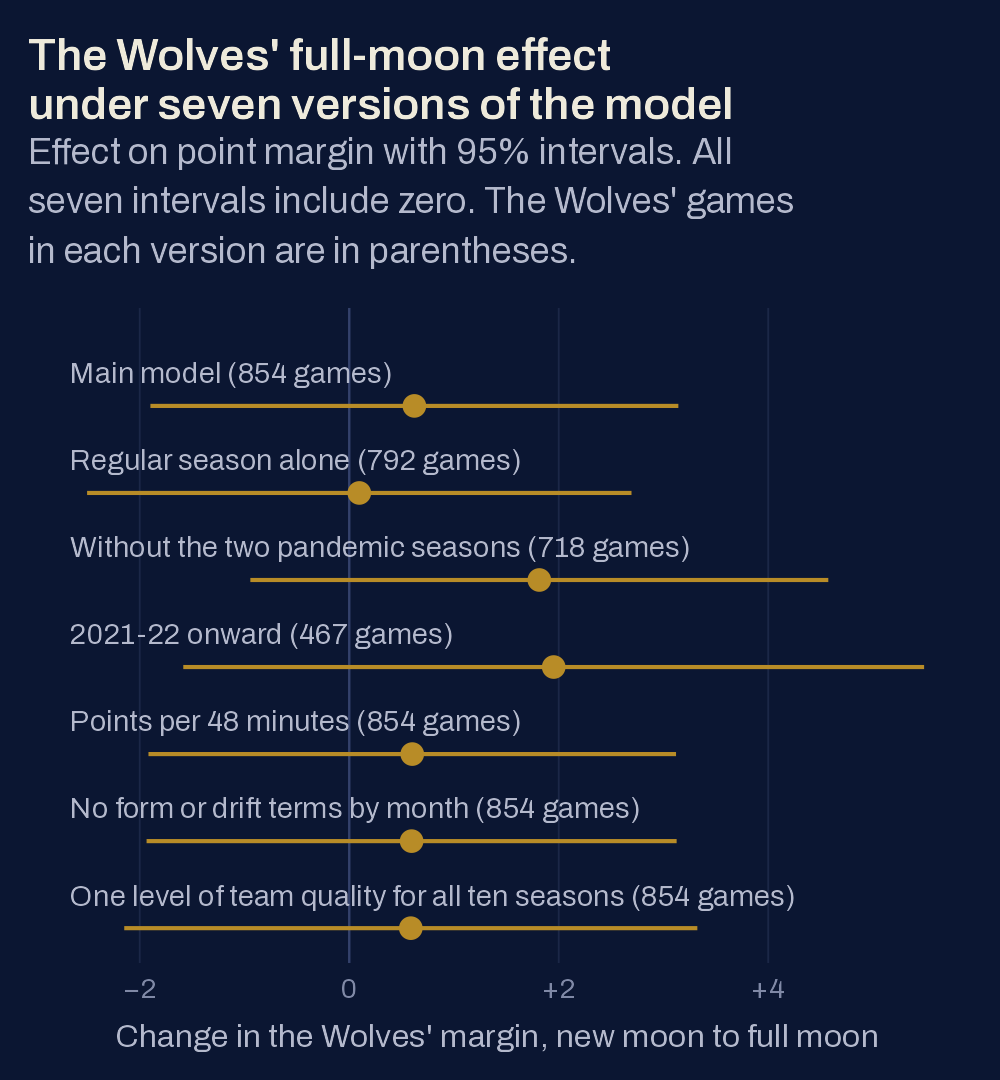 The Wolves' full-moon effect
under seven versions of the model
Effect on point margin with 95% intervals. All
seven intervals include zero. The Wolves' games
in each version are in parentheses.
Main model (854 games)
Regular season alone (792 games)
Without the two pandemic seasons (718 games)
2021-22 onward (467 games)
Points per 48 minutes (854 games)
No form or drift terms by month (854 games)
One level of team quality for all ten seasons (854 games)
−2 0 +2 +4
Change in the Wolves' margin, new moon to full moon